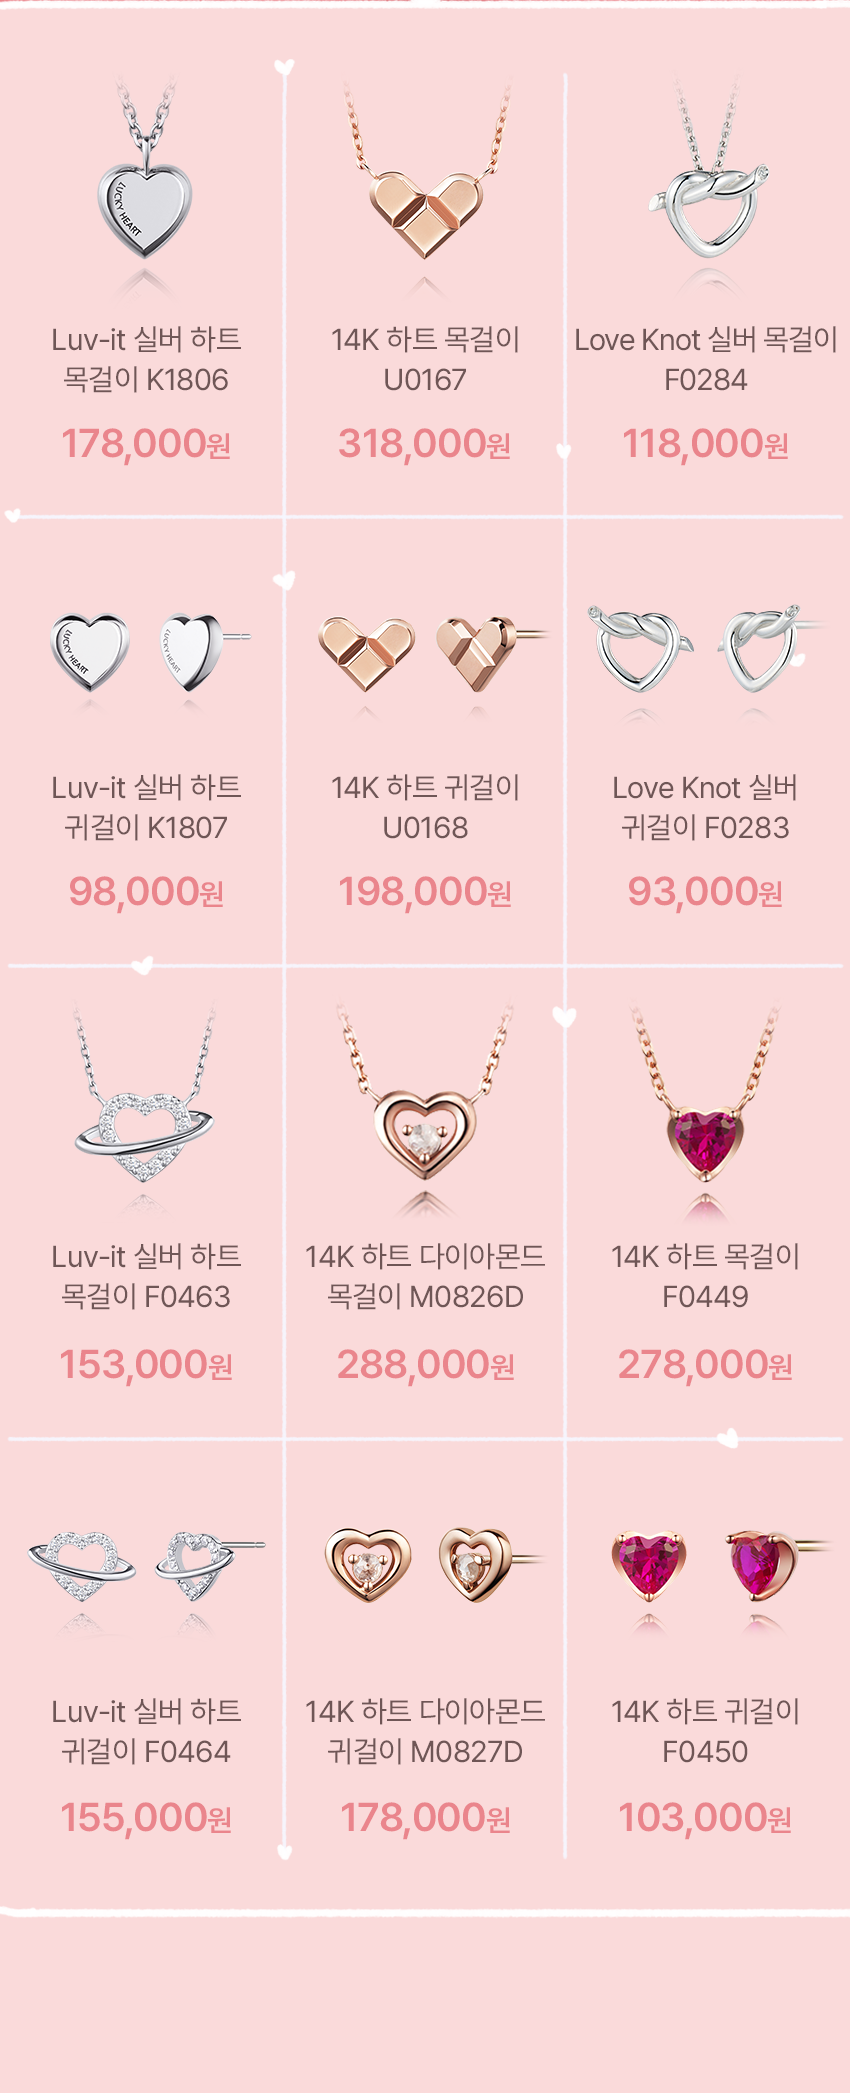 LUCKY HEART
Luv-it 실버 하트
목걸이 K1806
178,000원
14K 하트 목걸이
U0167
318,000원
Love Knot 실버 목걸이
F0284
118,000원
LUCKY HEART
LUCKY HEART
Luv-it 실버 하트
귀걸이 K1807
98,000원
14K 하트 귀걸이
U0168
198,000원
Love Knot 실버
귀걸이 F0283
93,000원
Luv-it 실버 하트
목걸이 F0463
153,000원
14K 하트 다이아몬드
목걸이 M0826D
288,000원
14K 하트 목걸이
F0449
278,000원
Luv-it 실버 하트
귀걸이 F0464
155,000원
14K 하트 다이아몬드
귀걸이 M0827D
178,000원
14K 하트 귀걸이
F0450
103,000원